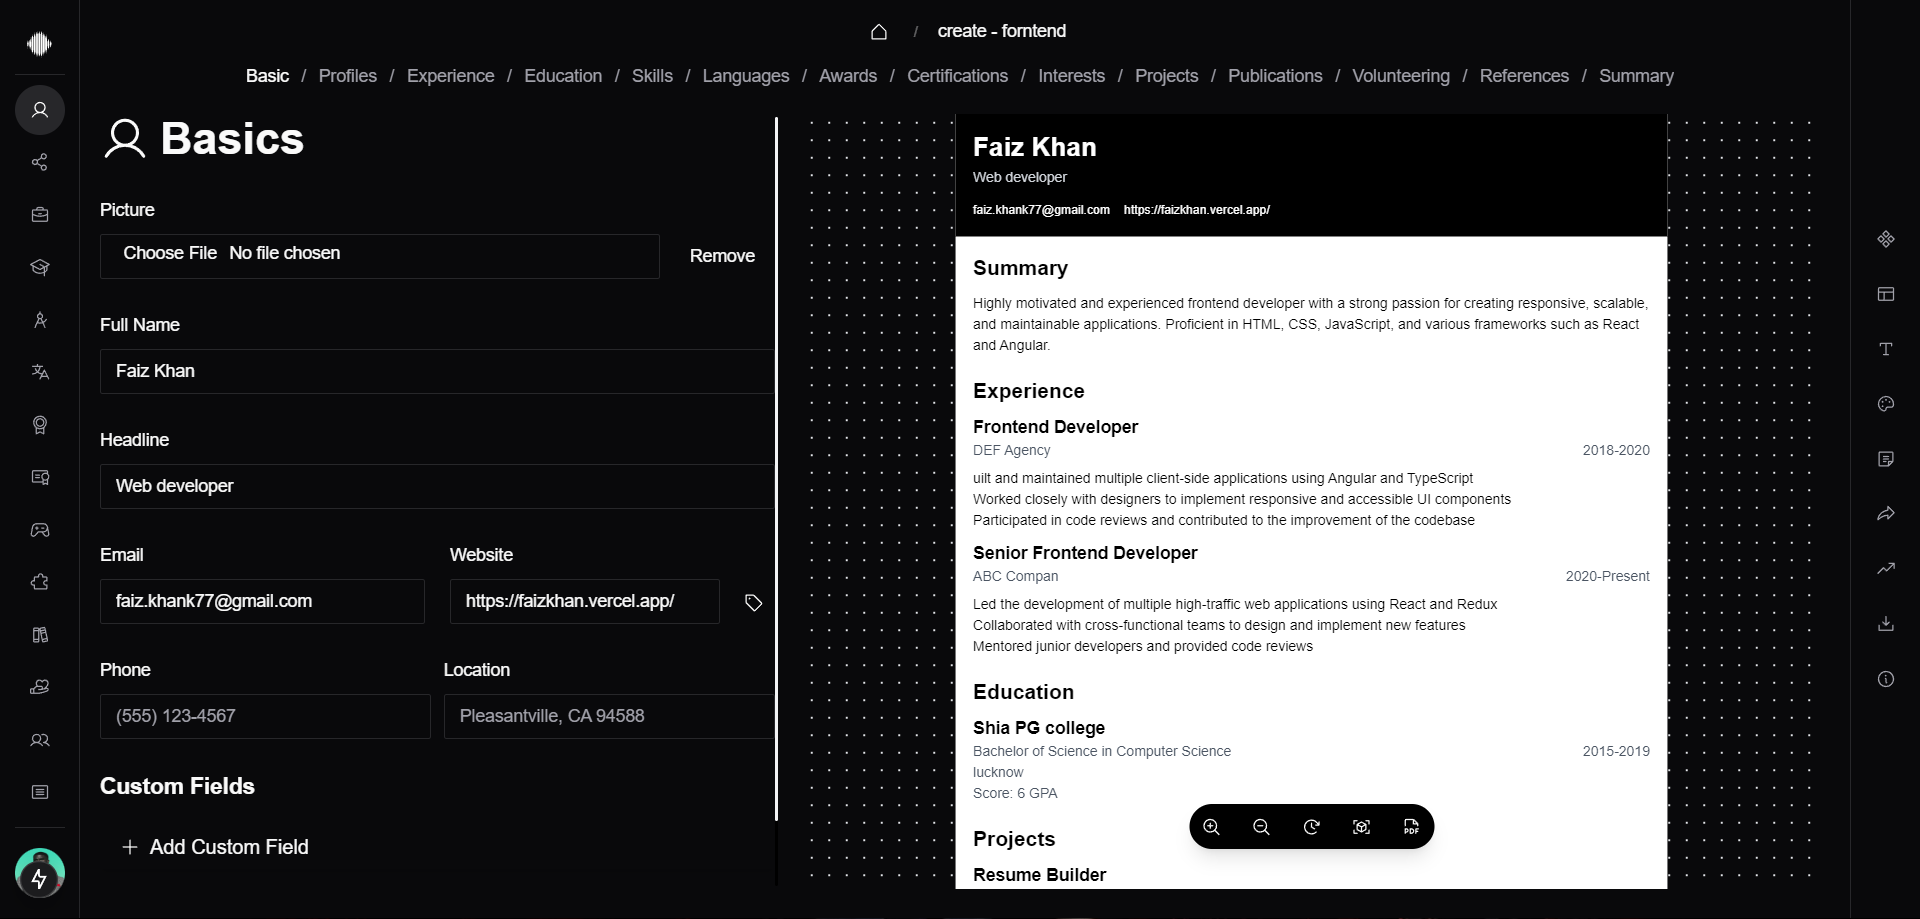 create - forntend
Basic / Profiles / Experience / Education / Skills / Languages / Awards / Certifications / Interests / Projects / Publications / Volunteering / References / Summary
Basics
Picture
Choose File No file chosen
Remove
Full Name
Faiz Khan
Headline
Web developer
Email
Website
faiz.khank77@gmail.com
https://faizkhan.vercel.app/
Phone
Location
(555) 123-4567
Pleasantville, CA 94588
Custom Fields
Add Custom Field
Faiz Khan
Web developer
faiz.khank77@gmail.com https://faizkhan.vercel.app/
Summary
Highly motivated and experienced frontend developer with a strong passion for creating responsive, scalable,
and maintainable applications. Proficient in HTML, CSS, JavaScript, and various frameworks such as React
and Angular.
Experience
Frontend Developer
DEF Agency 2018-2020
uilt and maintained multiple client-side applications using Angular and TypeScript
Worked closely with designers to implement responsive and accessible UI components
Participated in code reviews and contributed to the improvement of the codebase
Senior Frontend Developer
ABC Compan 2020-Present
Led the development of multiple high-traffic web applications using React and Redux
Collaborated with cross-functional teams to design and implement new features
Mentored junior developers and provided code reviews
Education
Shia PG college
Bachelor of Science in Computer Science 2015-2019
lucknow
Score: 6 GPA
Projects
Resume Builder
PDF